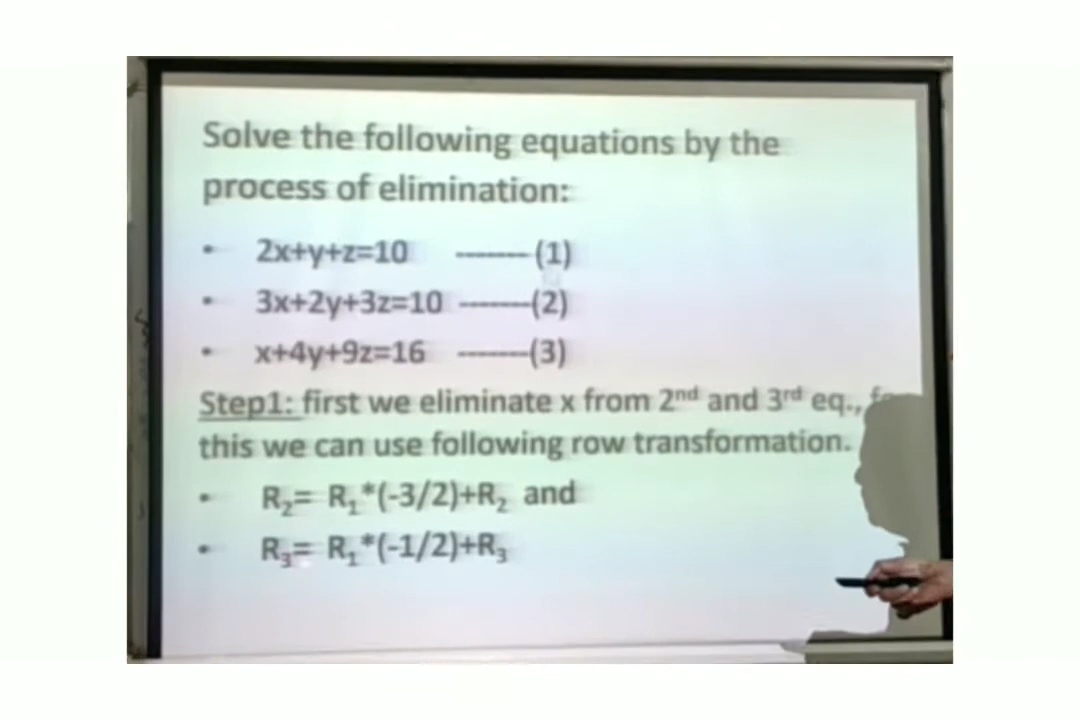 Solve the following equations by the
process of elimination:
• 2x+y+z=10 -------(1)
• 3x+2y+3z=10 -------(2)
• x+4y+9z=16 -------(3)
Step1: first we eliminate x from 2nd and 3rd eq.,
this we can use following row transformation.
• R₂= R₁*(-3/2)+R₂ and
• R₃= R₁*(-1/2)+R₃